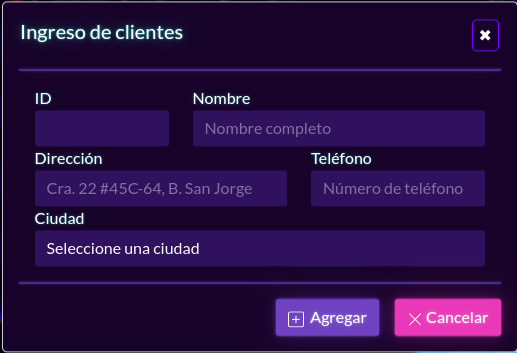 Ingreso de clientes
ID Nombre
Nombre completo
Dirección Teléfono
Cra. 22 #45C-64, B. San Jorge Número de teléfono
Ciudad
Seleccione una ciudad
Agregar Cancelar